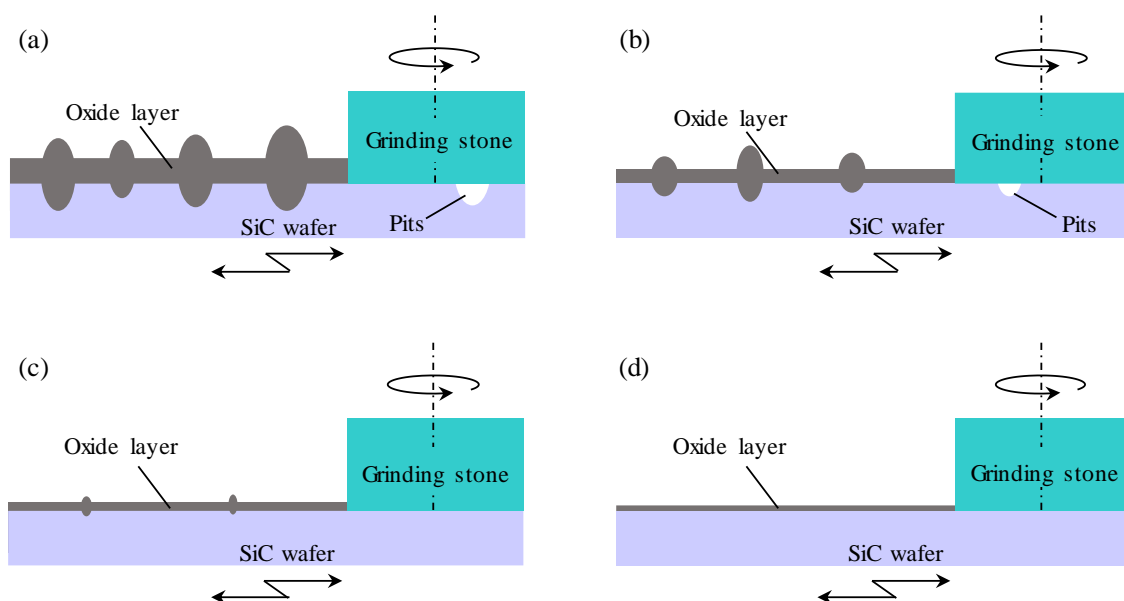 (a)
Oxide layer
Grinding stone
Pits
SiC wafer
(b)
Oxide layer
Grinding stone
SiC wafer
Pits
(c)
Oxide layer
Grinding stone
SiC wafer
(d)
Oxide layer
Grinding stone
SiC wafer